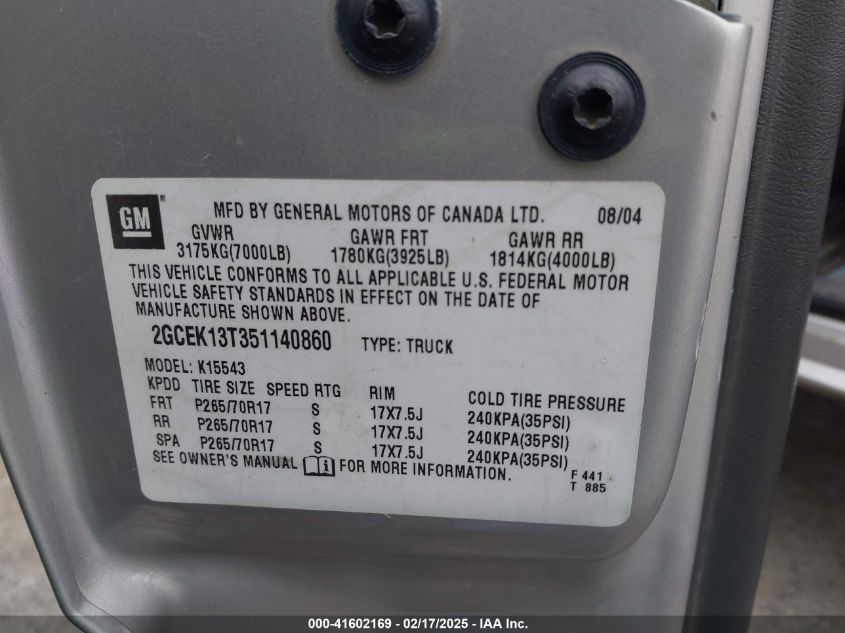 GM ® MFD BY GENERAL MOTORS OF CANADA LTD. 08/04
GVWR GAWR FRT GAWR RR
3175KG(7000LB) 1780KG(3925LB) 1814KG(4000LB)
THIS VEHICLE CONFORMS TO ALL APPLICABLE U.S. FEDERAL MOTOR
VEHICLE SAFETY STANDARDS IN EFFECT ON THE DATE OF
MANUFACTURE SHOWN ABOVE.
2GCEK13T351140860 TYPE: TRUCK
MODEL: K15543
KPDD TIRE SIZE SPEED RTG RIM COLD TIRE PRESSURE
FRT P265/70R17 S 17X7.5J 240KPA(35PSI)
RR P265/70R17 S 17X7.5J 240KPA(35PSI)
SPA P265/70R17 S 17X7.5J 240KPA(35PSI)
SEE OWNER'S MANUAL i FOR MORE INFORMATION.
F 441
T 885
000-41602169 - 02/17/2025 - IAA Inc.